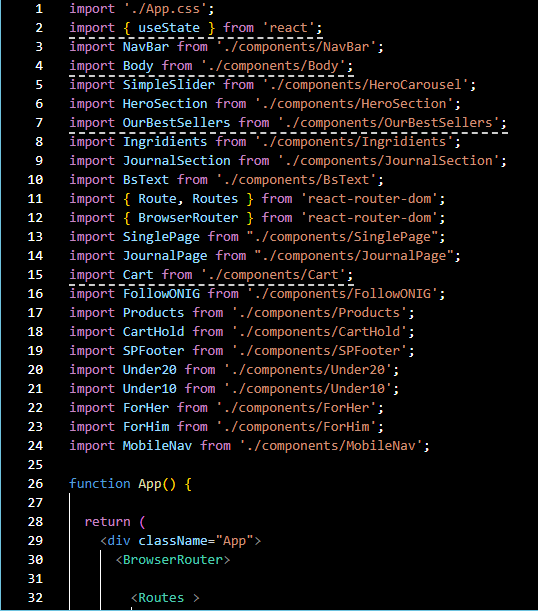 1 import './App.css';
2 import { useState } from 'react';
3 import NavBar from './components/NavBar';
4 import Body from './components/Body';
5 import SimpleSlider from './components/HeroCarousel';
6 import HeroSection from './components/HeroSection';
7 import OurBestSellers from './components/OurBestSellers';
8 import Ingridients from './components/Ingridients';
9 import JournalSection from './components/JournalSection';
10 import BsText from './components/BsText';
11 import { Route, Routes } from 'react-router-dom';
12 import { BrowserRouter } from 'react-router-dom';
13 import SinglePage from "./components/SinglePage";
14 import JournalPage from "./components/JournalPage";
15 import Cart from './components/Cart';
16 import FollowONIG from './components/FollowONIG';
17 import Products from './components/Products';
18 import CartHold from './components/CartHold';
19 import SPFooter from './components/SPFooter';
20 import Under20 from './components/Under20';
21 import Under10 from './components/Under10';
22 import ForHer from './components/ForHer';
23 import ForHim from './components/ForHim';
24 import MobileNav from './components/MobileNav';
25
26 function App() {
27
28 return (
29 <div className="App">
30 <BrowserRouter>
31
32 <Routes >